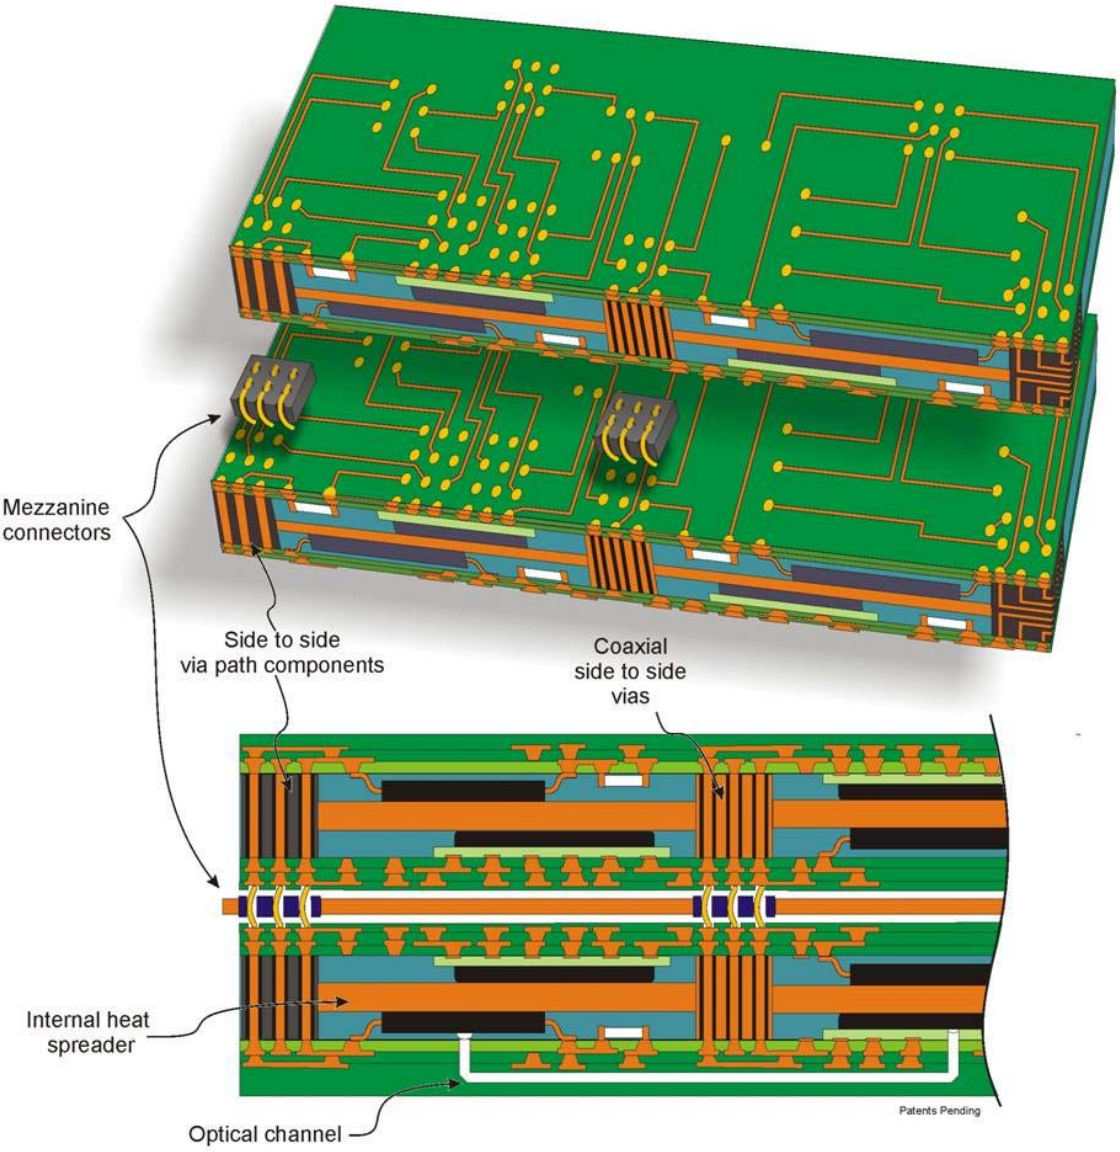 Mezzanine
connectors
Side to side
via path components
Coaxial
side to side
vias
Internal heat
spreader
Optical channel
Patents Pending